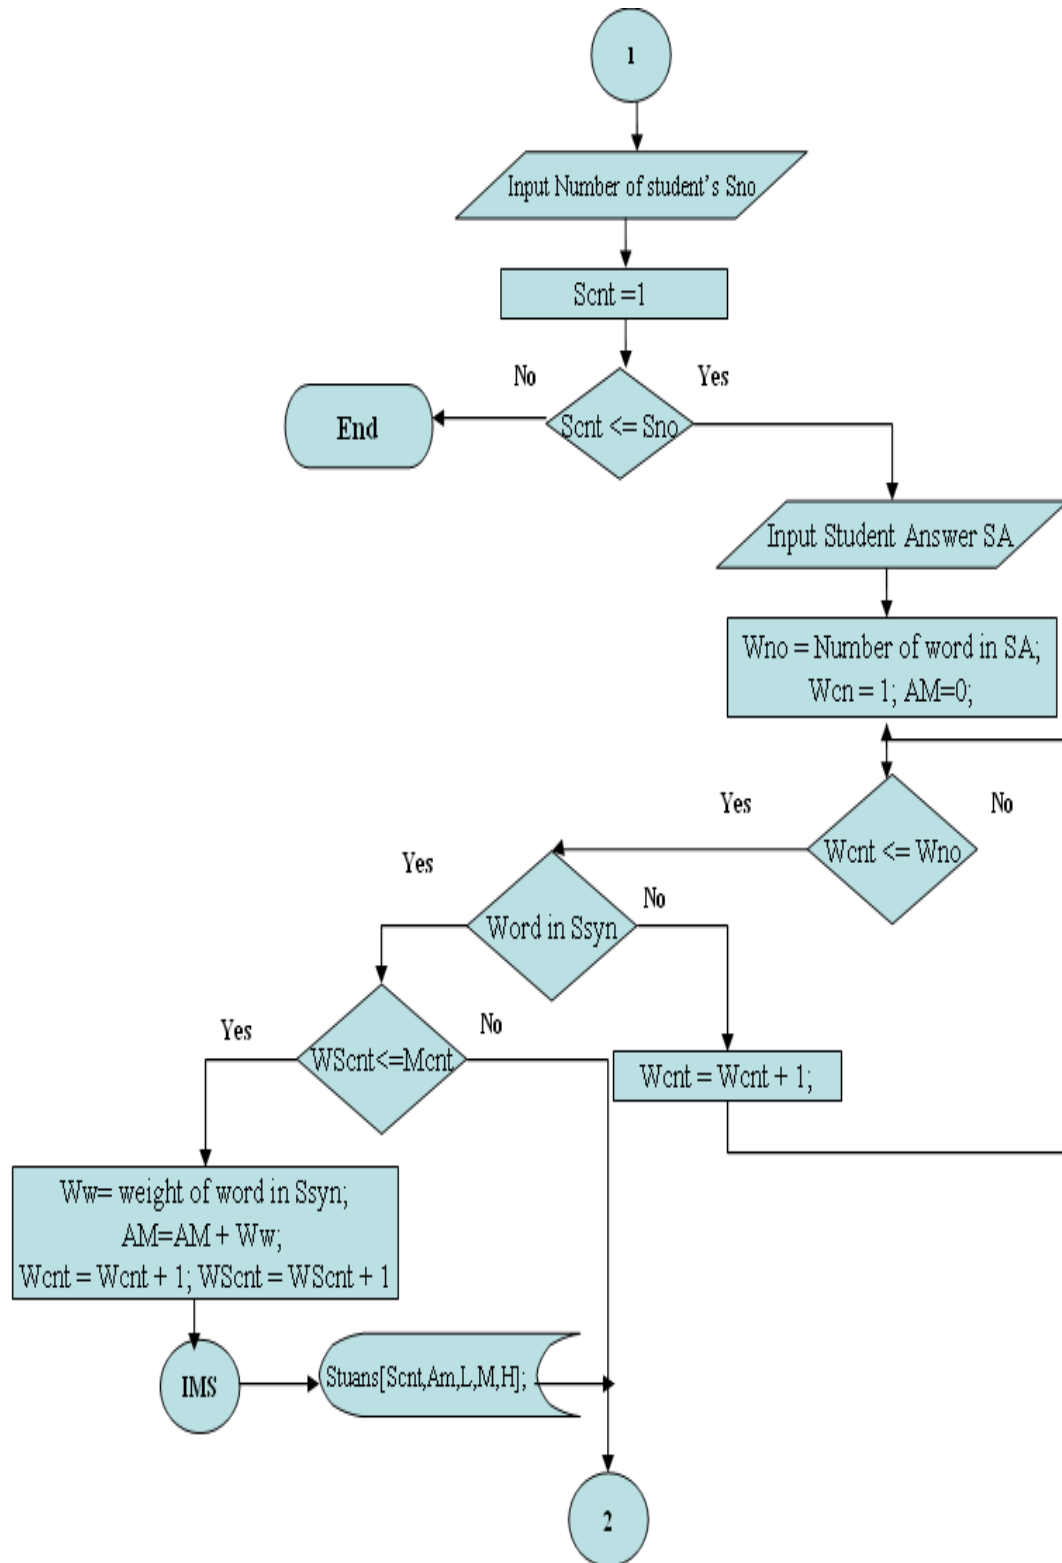 1
Input Number of student's Sno
Scnt =1
No
Yes
Scnt <= Sno
End
Input Student Answer SA
Wno = Number of word in SA;
Wcn = 1; AM=0;
Yes
No
Wcnt <= Wno
Yes
No
Word in Ssyn
Yes
No
WScnt<=Mcnt
Wcnt = Wcnt + 1;
Ww= weight of word in Ssyn;
AM=AM + Ww;
Wcnt = Wcnt + 1; WScnt = WScnt + 1
IMS
Stuans[Scnt,Am,L,M,H];
2